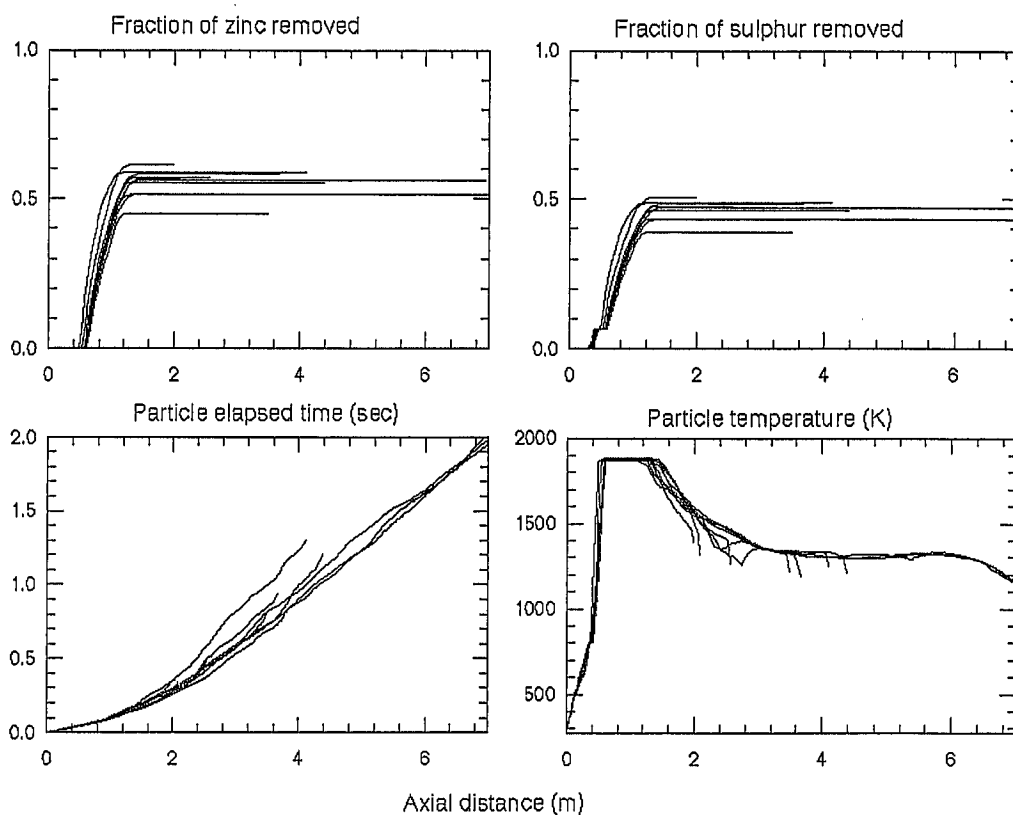 Fraction of zinc removed
Fraction of sulphur removed
1.0
0.5
0.0
0 2 4 6
1.0
0.5
0.0
0 2 4 6
Particle elapsed time (sec)
Particle temperature (K)
2.0
1.5
1.0
0.5
0.0
0 2 4 6
2000
1500
1000
500
0 2 4 6
Axial distance (m)